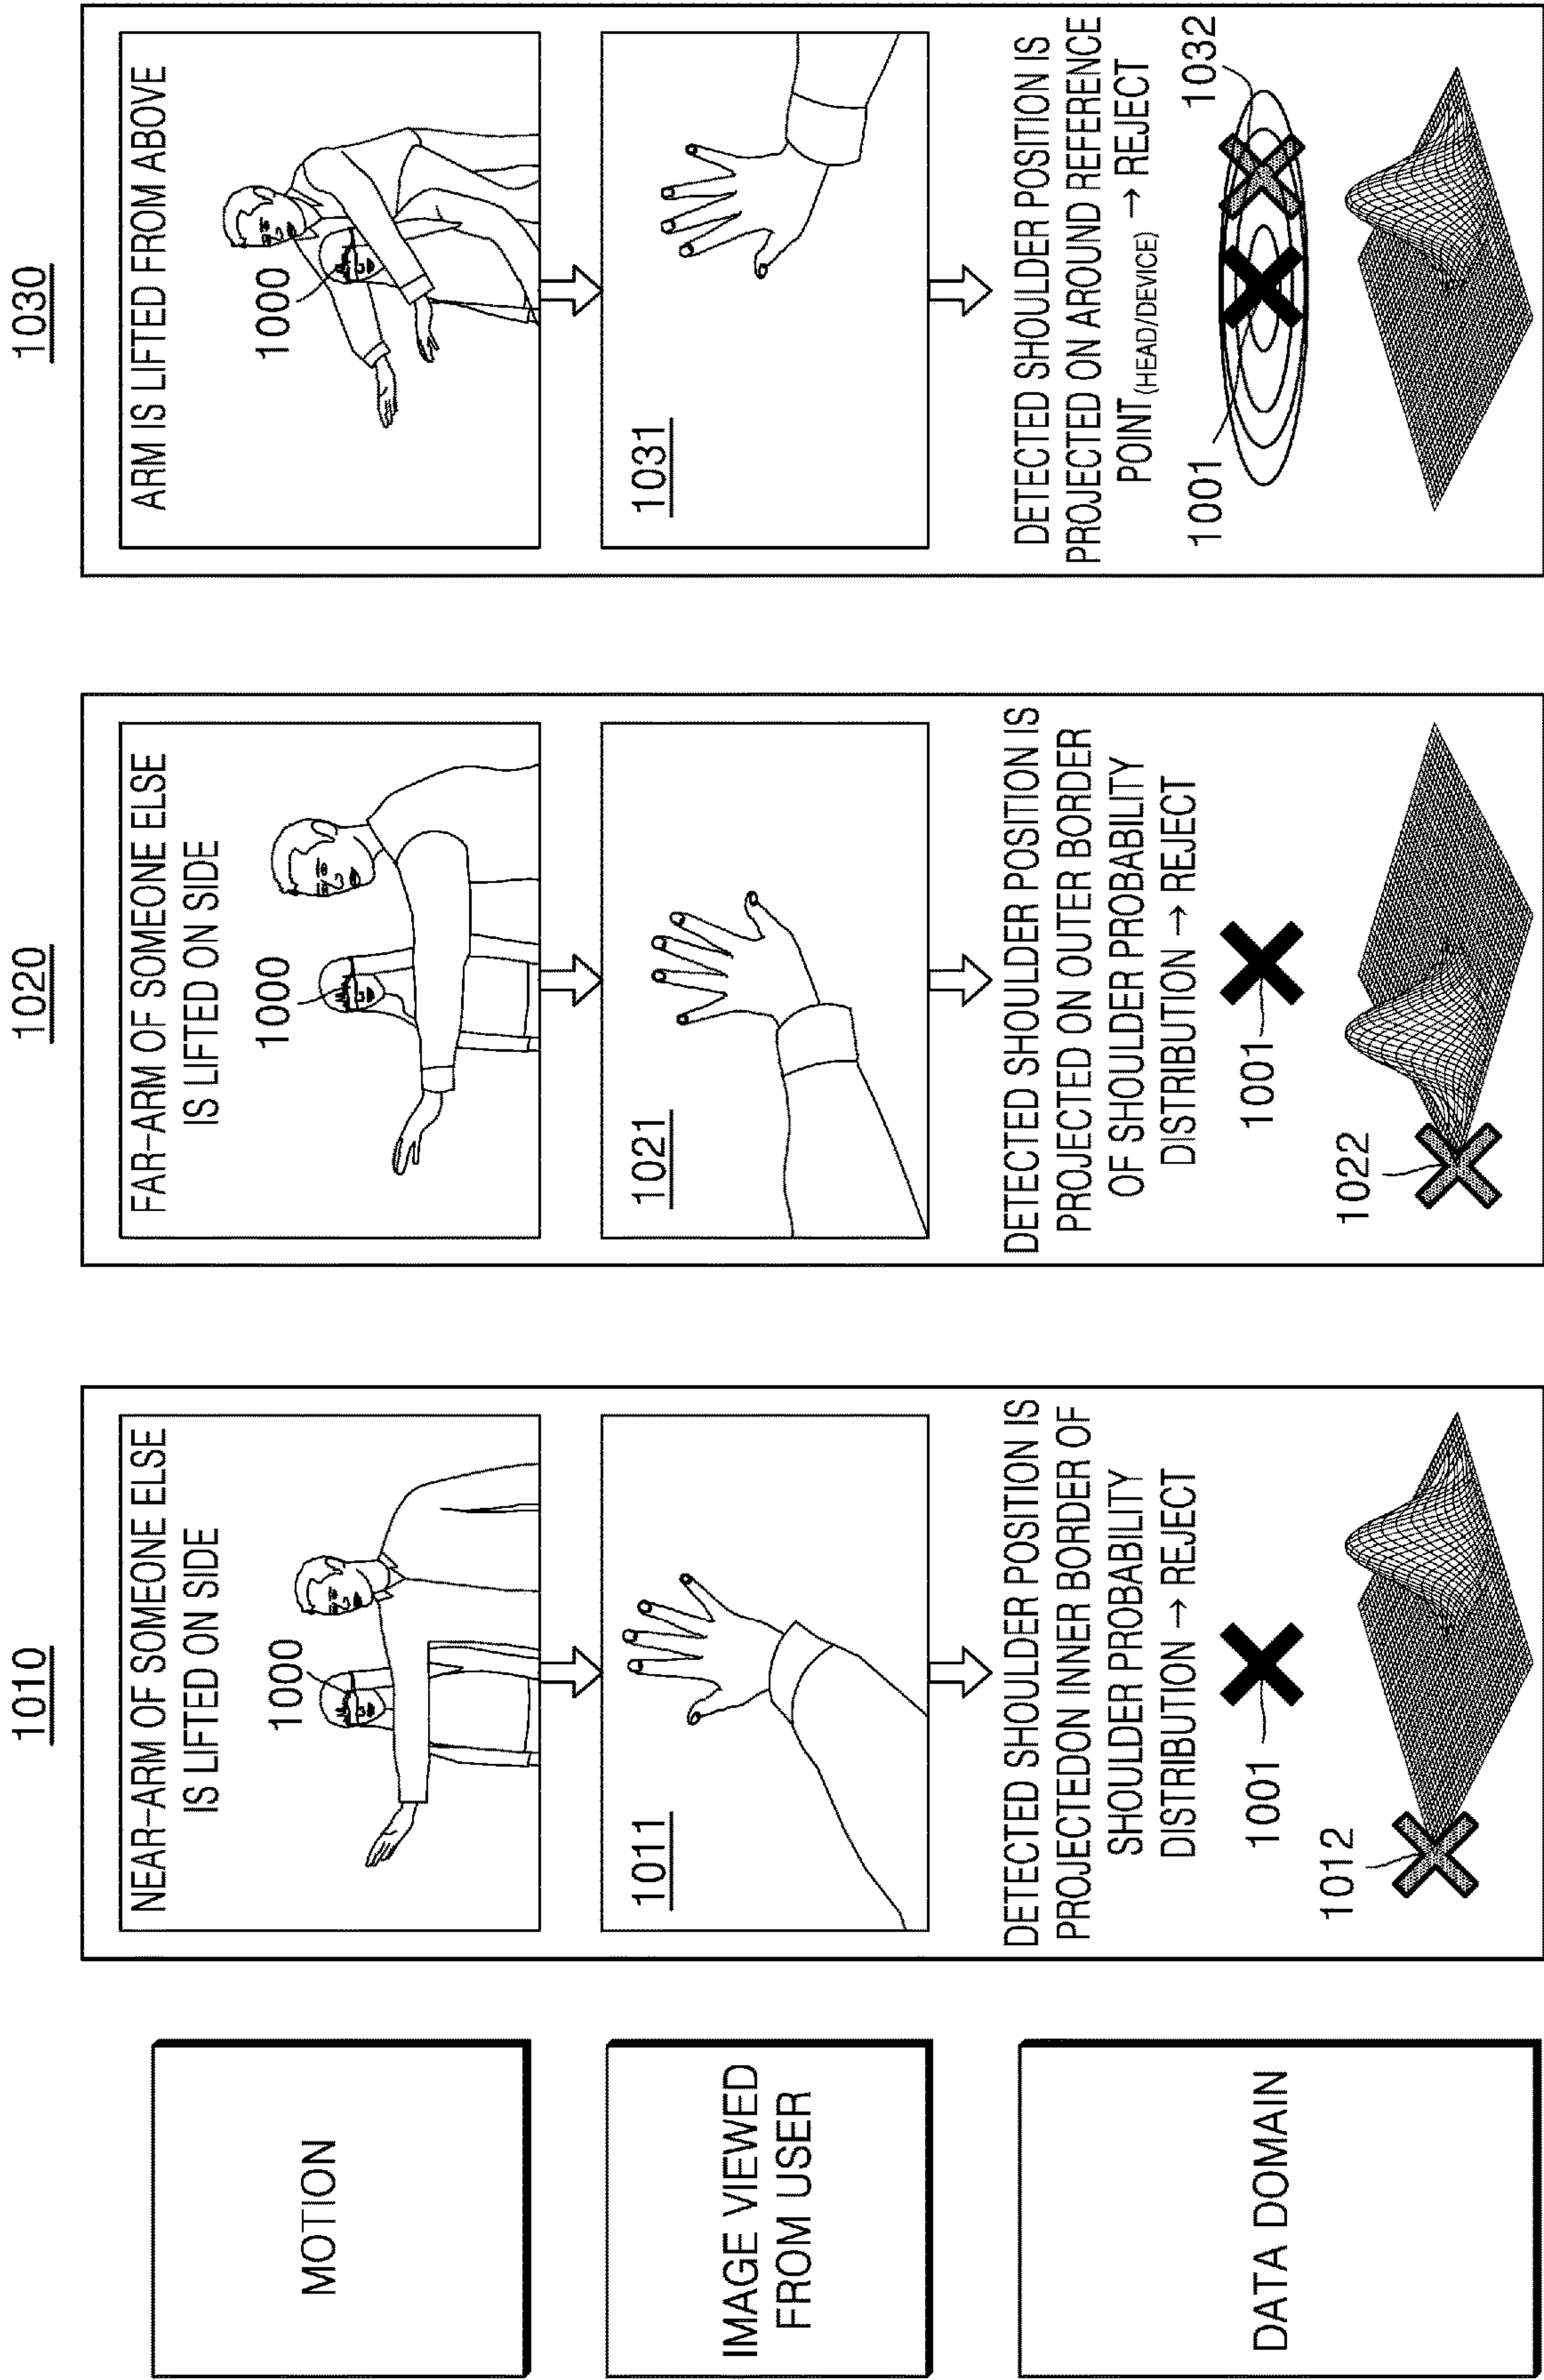 1010
1020
1030
MOTION
NEAR-ARM OF SOMEONE ELSE
IS LIFTED ON SIDE
1000
FAR-ARM OF SOMEONE ELSE
IS LIFTED ON SIDE
1000
ARM IS LIFTED FROM ABOVE
1000
IMAGE VIEWED
FROM USER
1011
1021
1031
DATA DOMAIN
DETECTED SHOULDER POSITION IS
PROJECTEDON INNER BORDER OF
SHOULDER PROBABILITY
DISTRIBUTION → REJECT
1001
1012
DETECTED SHOULDER POSITION IS
PROJECTED ON OUTER BORDER
OF SHOULDER PROBABILITY
DISTRIBUTION → REJECT
1001
1022
DETECTED SHOULDER POSITION IS
PROJECTED ON AROUND REFERENCE
POINT(HEAD/DEVICE) → REJECT
1001
1032